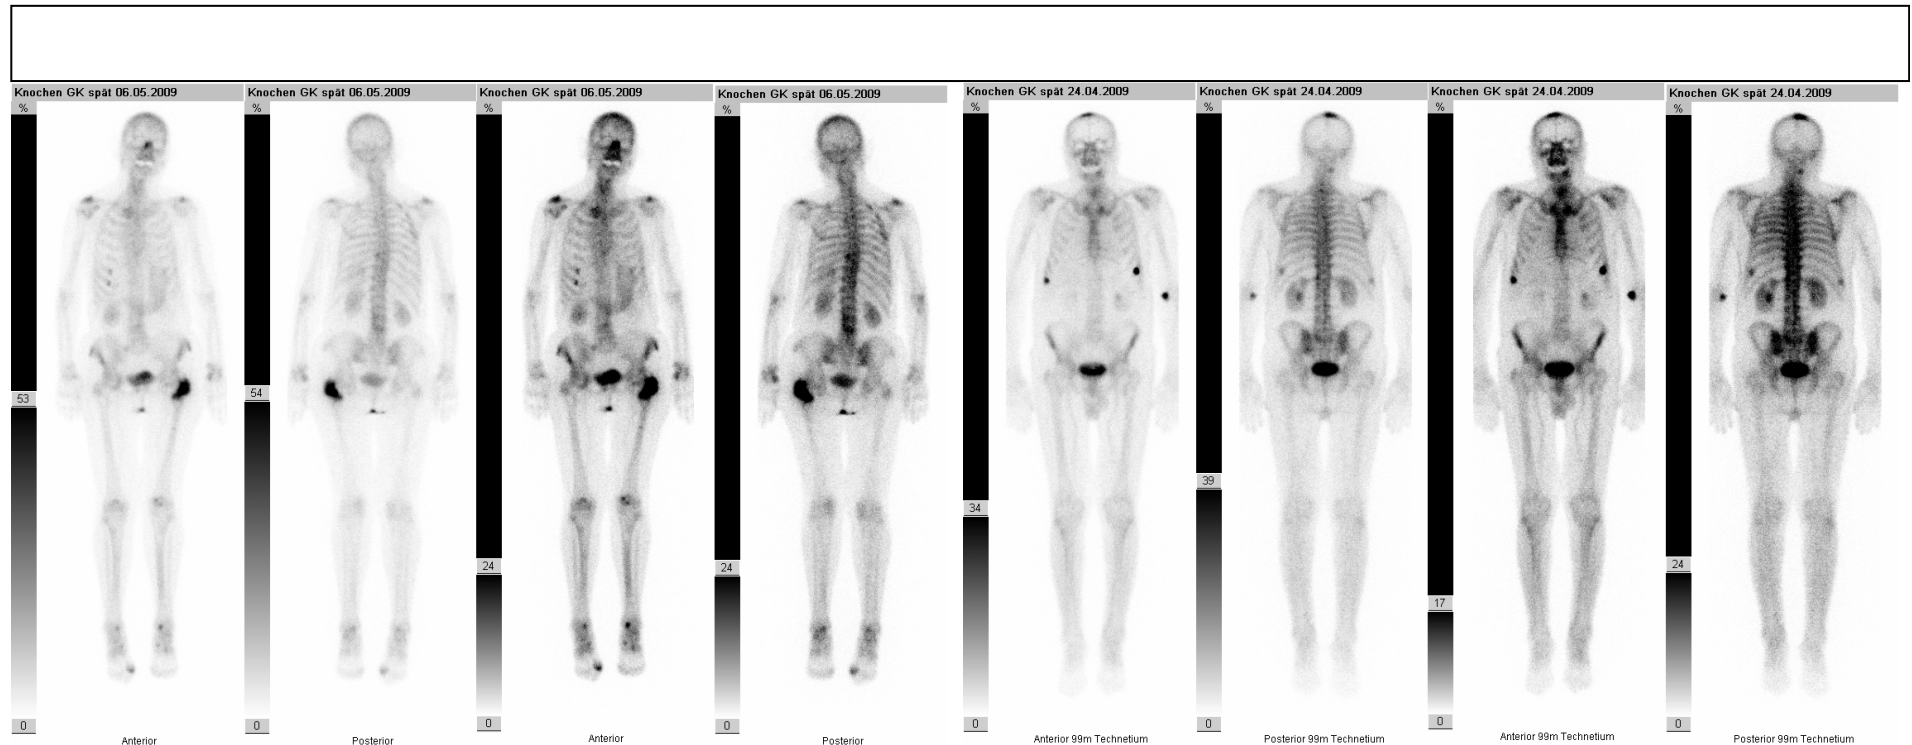 Knochen GK spät 06.05.2009 Knochen GK spät 06.05.2009 Knochen GK spät 06.05.2009 Knochen GK spät 06.05.2009 Knochen GK spät 24.04.2009 Knochen GK spät 24.04.2009 Knochen GK spät 24.04.2009 Knochen GK spät 24.04.2009
% % % % % % % %
53 54 24 24 34 39 17 24
0 0 0 0 0 0 0 0
Anterior Posterior Anterior Posterior Anterior 99m Technetium Posterior 99m Technetium Anterior 99m Technetium Posterior 99m Technetium